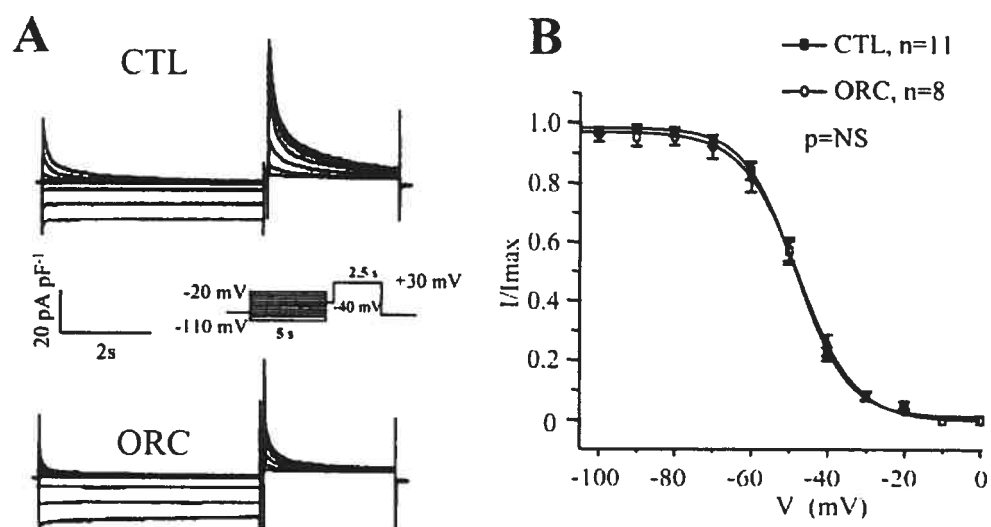 A
CTL
20 pA pF-1
2s
-20 mV
-110 mV
2.5 s
+30 mV
-40 mV
5 s
ORC
B
CTL, n=11
ORC, n=8
p=NS
I/Imax
1.0
0.8
0.6
0.4
0.2
0
-100 -80 -60 -40 -20 0
V (mV)